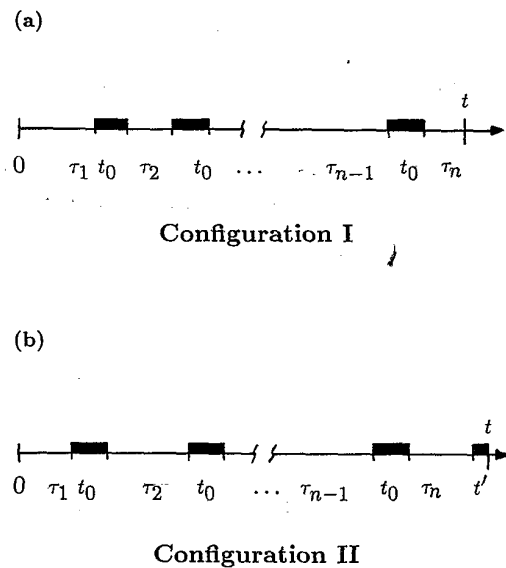 (a)
t
0 τ₁ t₀ τ₂ t₀ ... τₙ₋₁ t₀ τₙ
Configuration I
(b)
t
0 τ₁ t₀ τ₂ t₀ ... τₙ₋₁ t₀ τₙ t′
Configuration II